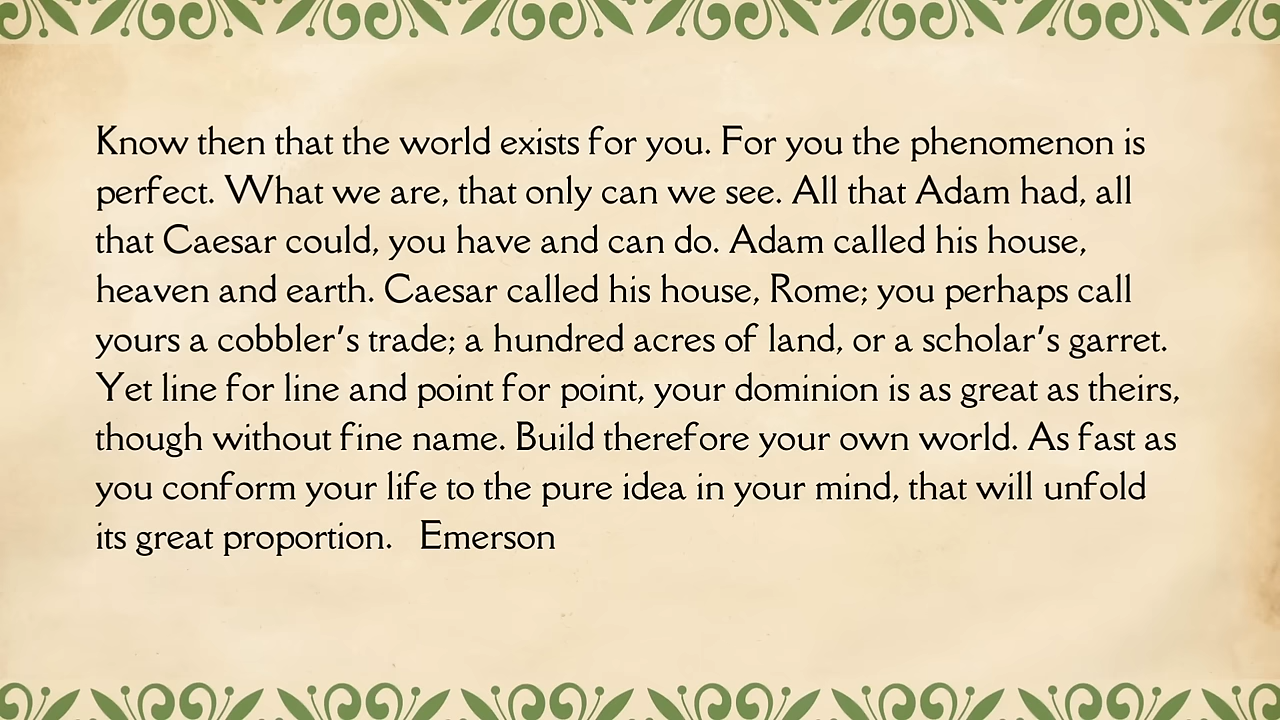 Know then that the world exists for you. For you the phenomenon is
perfect. What we are, that only can we see. All that Adam had, all
that Caesar could, you have and can do. Adam called his house,
heaven and earth. Caesar called his house, Rome; you perhaps call
yours a cobbler's trade; a hundred acres of land, or a scholar's garret.
Yet line for line and point for point, your dominion is as great as theirs,
though without fine name. Build therefore your own world. As fast as
you conform your life to the pure idea in your mind, that will unfold
its great proportion.   Emerson